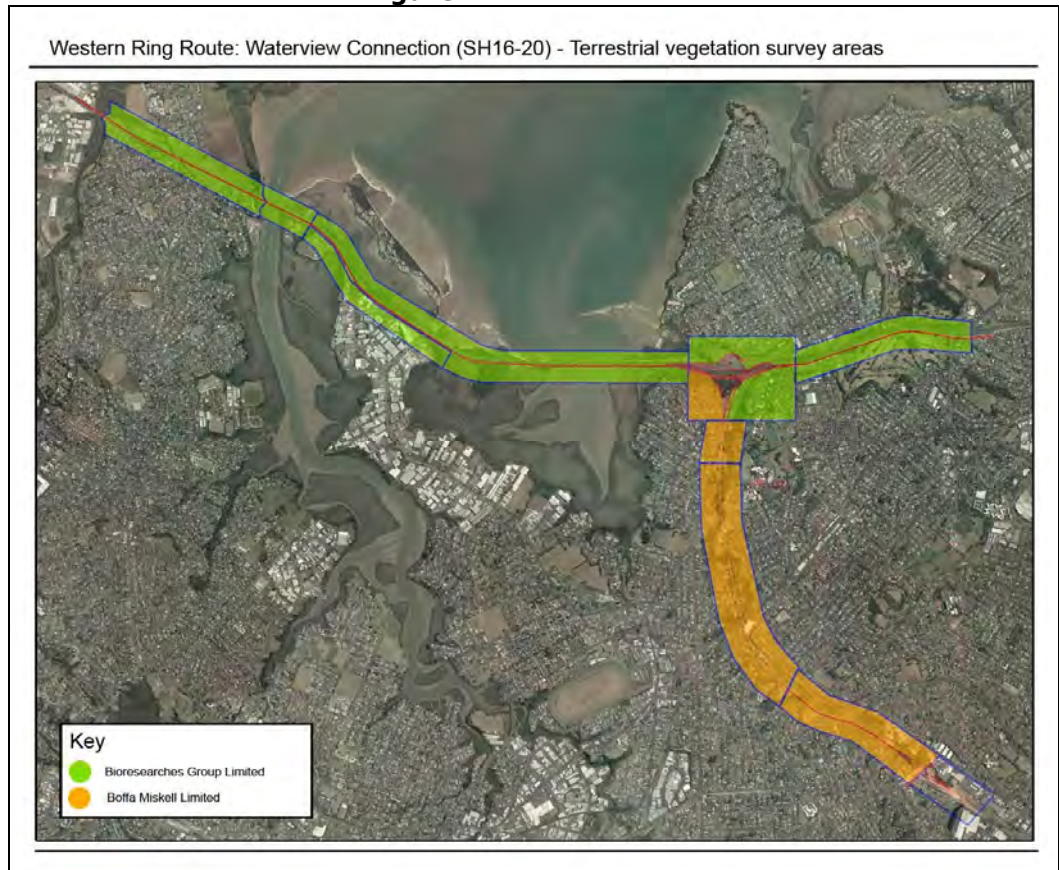 Western Ring Route: Waterview Connection (SH16-20) - Terrestrial vegetation survey areas
Key
Bioresearches Group Limited
Boffa Miskell Limited